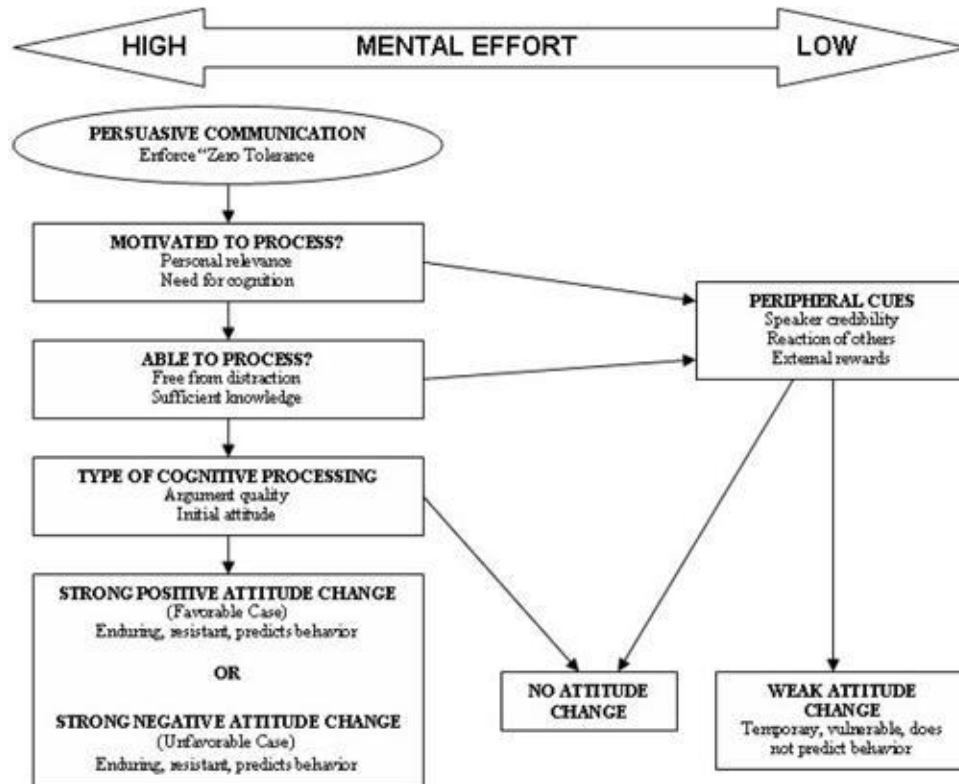 HIGH MENTAL EFFORT LOW
PERSUASIVE COMMUNICATION
Enforce "Zero Tolerance
MOTIVATED TO PROCESS?
Personal relevance
Need for cognition
PERIPHERAL CUES
Speaker credibility
Reaction of others
External rewards
ABLE TO PROCESS?
Free from distraction
Sufficient knowledge
TYPE OF COGNITIVE PROCESSING
Argument quality
Initial attitude
STRONG POSITIVE ATTITUDE CHANGE
(Favorable Case)
Enduring, resistant, predicts behavior
OR
STRONG NEGATIVE ATTITUDE CHANGE
(Unfavorable Case)
Enduring, resistant, predicts behavior
NO ATTITUDE
CHANGE
WEAK ATTITUDE
CHANGE
Temporary, vulnerable, does
not predict behavior